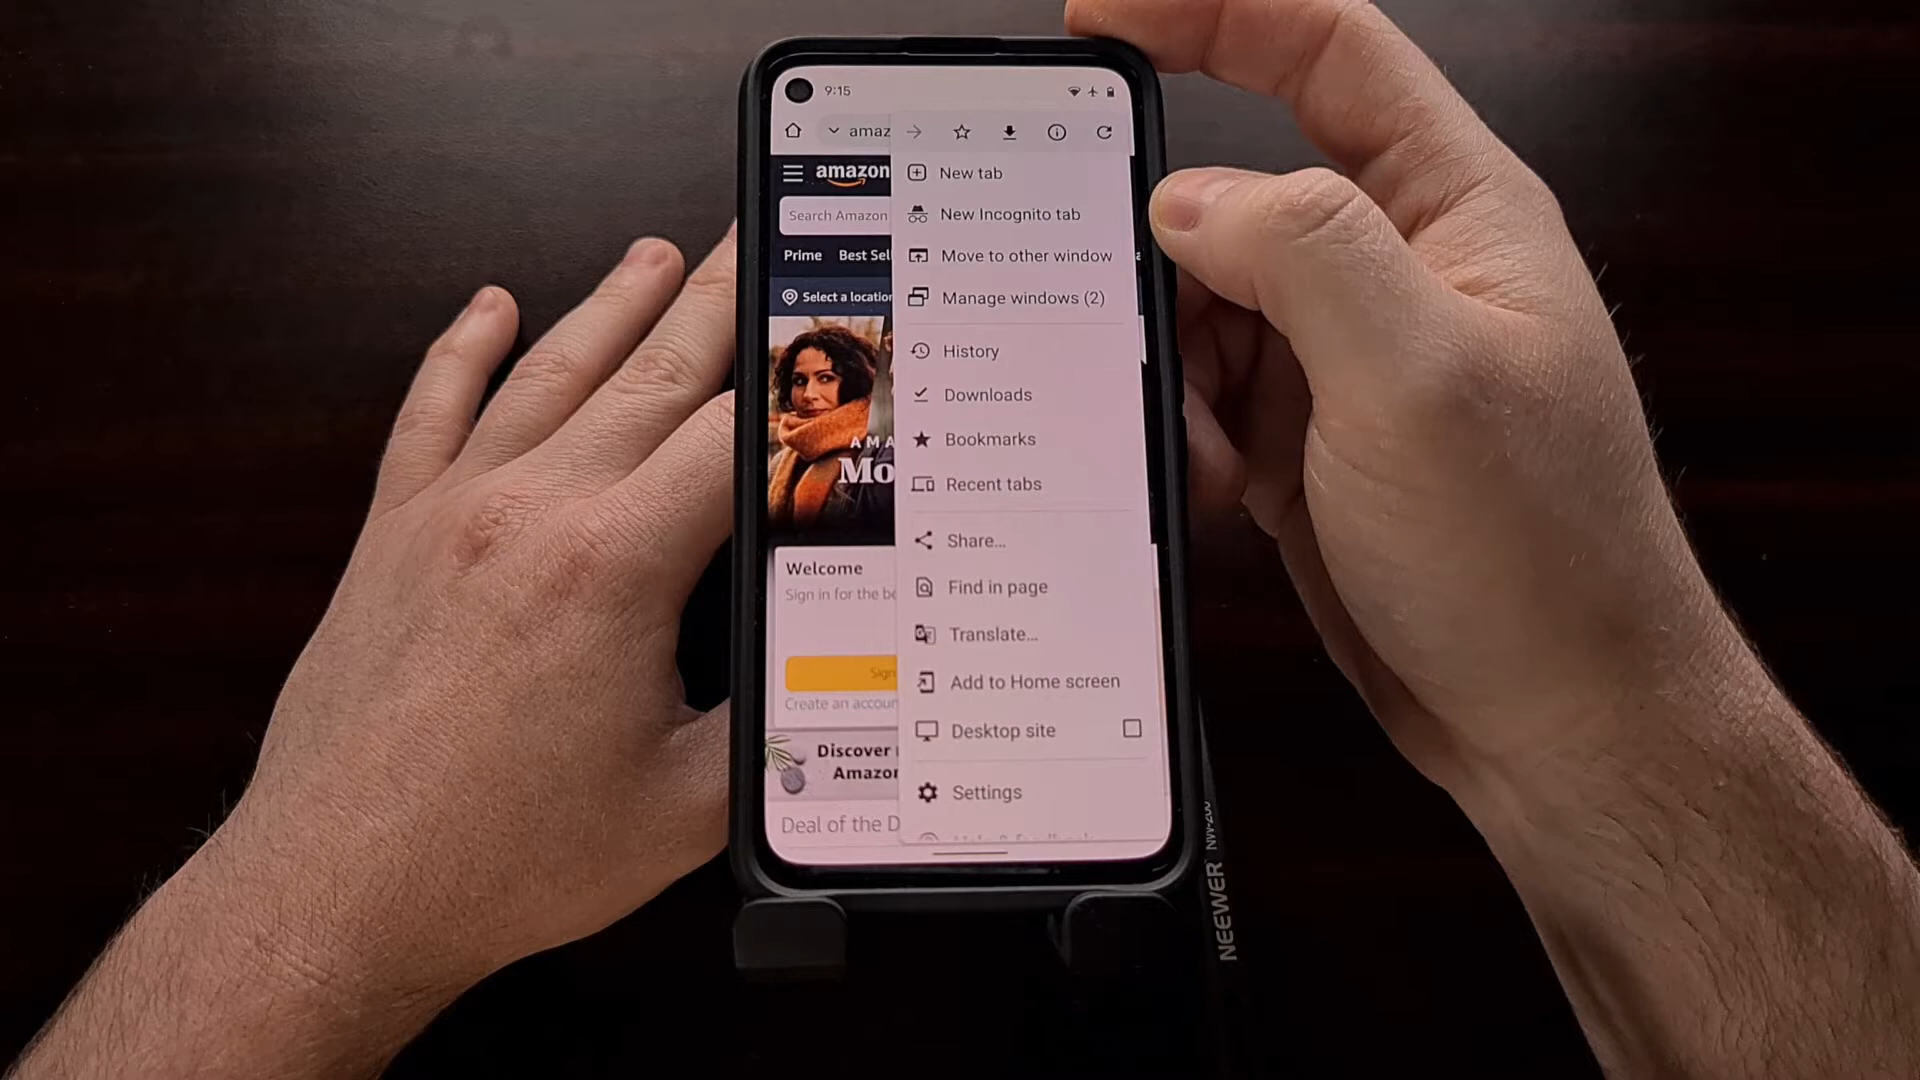 9:15
amaz
New tab
New Incognito tab
Move to other window
Manage windows (2)
History
Downloads
Bookmarks
Recent tabs
Share...
Find in page
Translate...
Add to Home screen
Desktop site
Settings
amazon
Search Amazon
Prime Best Sel
Select a location
AMA
Mo
Welcome
Sign in for the be
Sign
Create an accoun
Discover
Amazon
Deal of the D
NEEWER NW-200